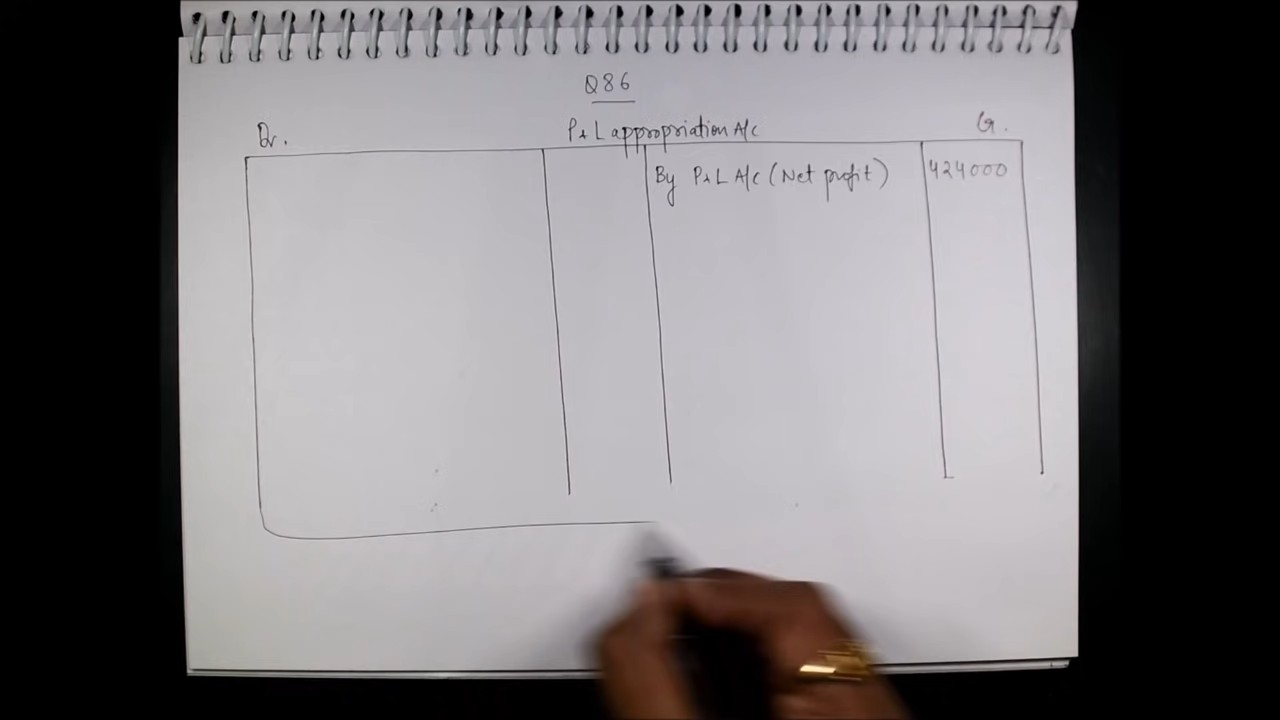 Q86
Dr. P & L appropriation A/c Cr.
By P & L A/c (Net profit) 424000